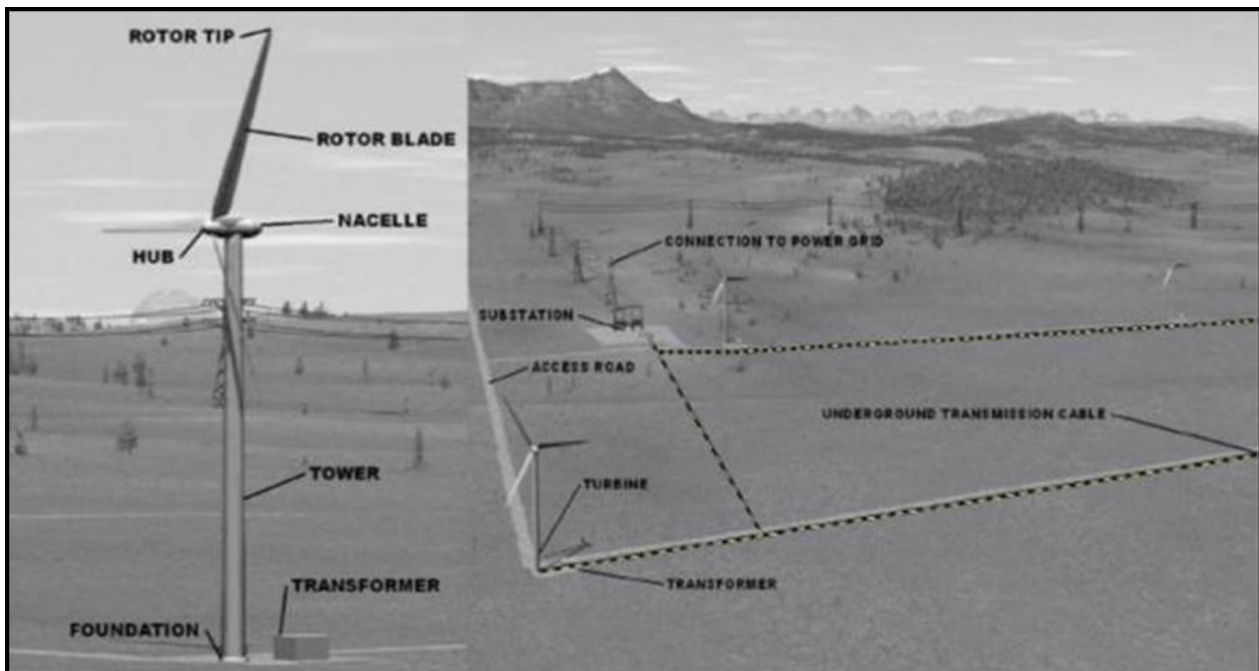 ROTOR TIP
ROTOR BLADE
NACELLE
HUB
TOWER
TRANSFORMER
FOUNDATION
CONNECTION TO POWER GRID
SUBSTATION
ACCESS ROAD
UNDERGROUND TRANSMISSION CABLE
TURBINE
TRANSFORMER